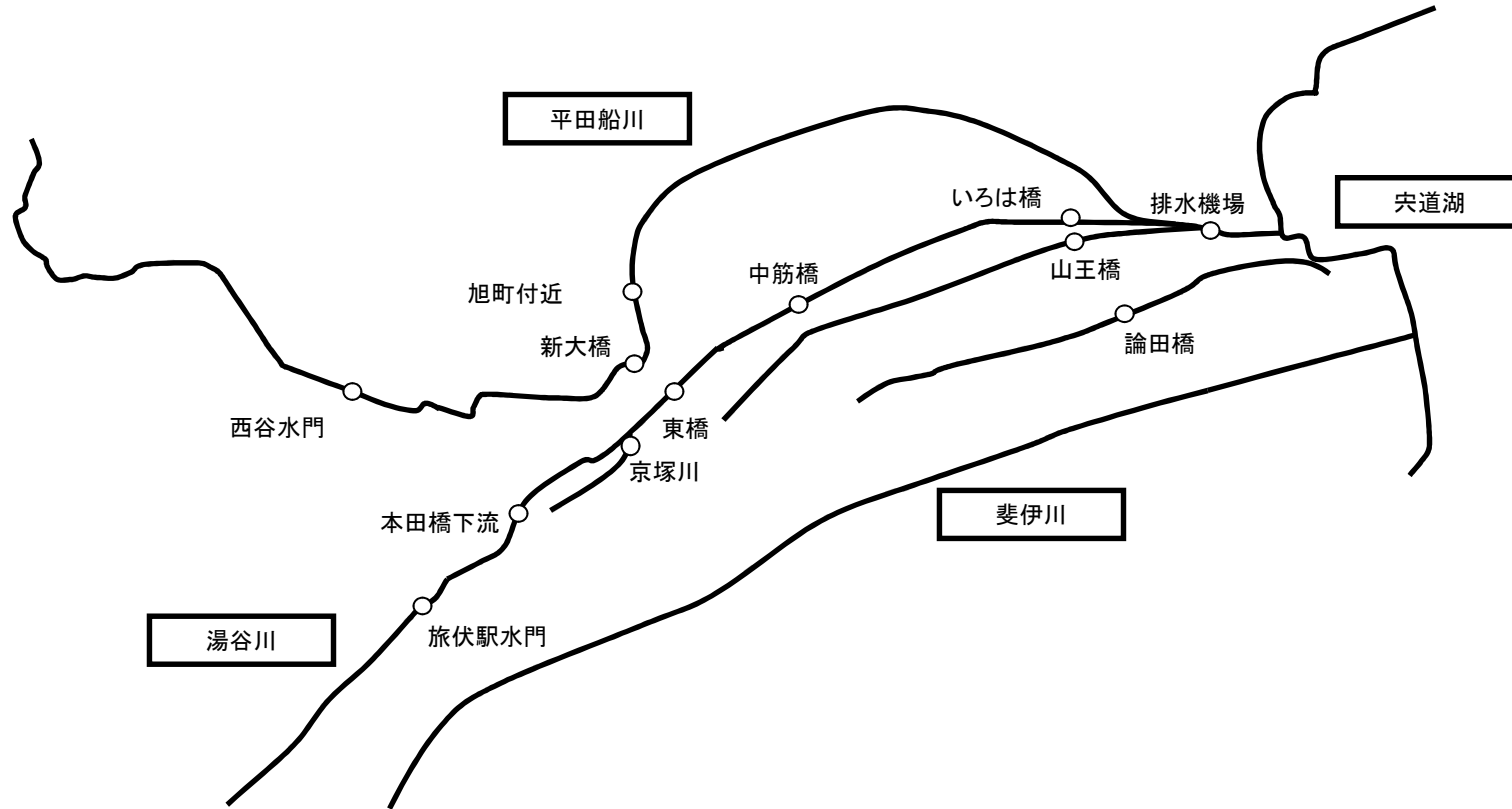 平田船川
宍道湖
いろは橋
排水機場
山王橋
中筋橋
旭町付近
論田橋
新大橋
西谷水門
東橋
京塚川
斐伊川
本田橋下流
湯谷川
旅伏駅水門